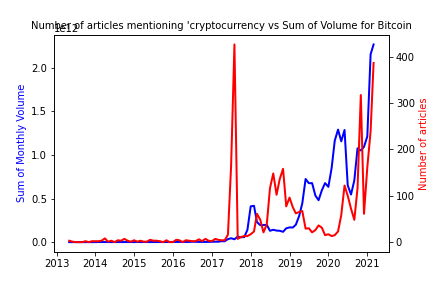 Number of articles mentioning 'cryptocurrency vs Sum of Volume for Bitcoin
1e12
Sum of Monthly Volume
2.0
1.5
1.0
0.5
0.0
400
300
200
100
0
Number of articles
2013 2014 2015 2016 2017 2018 2019 2020 2021